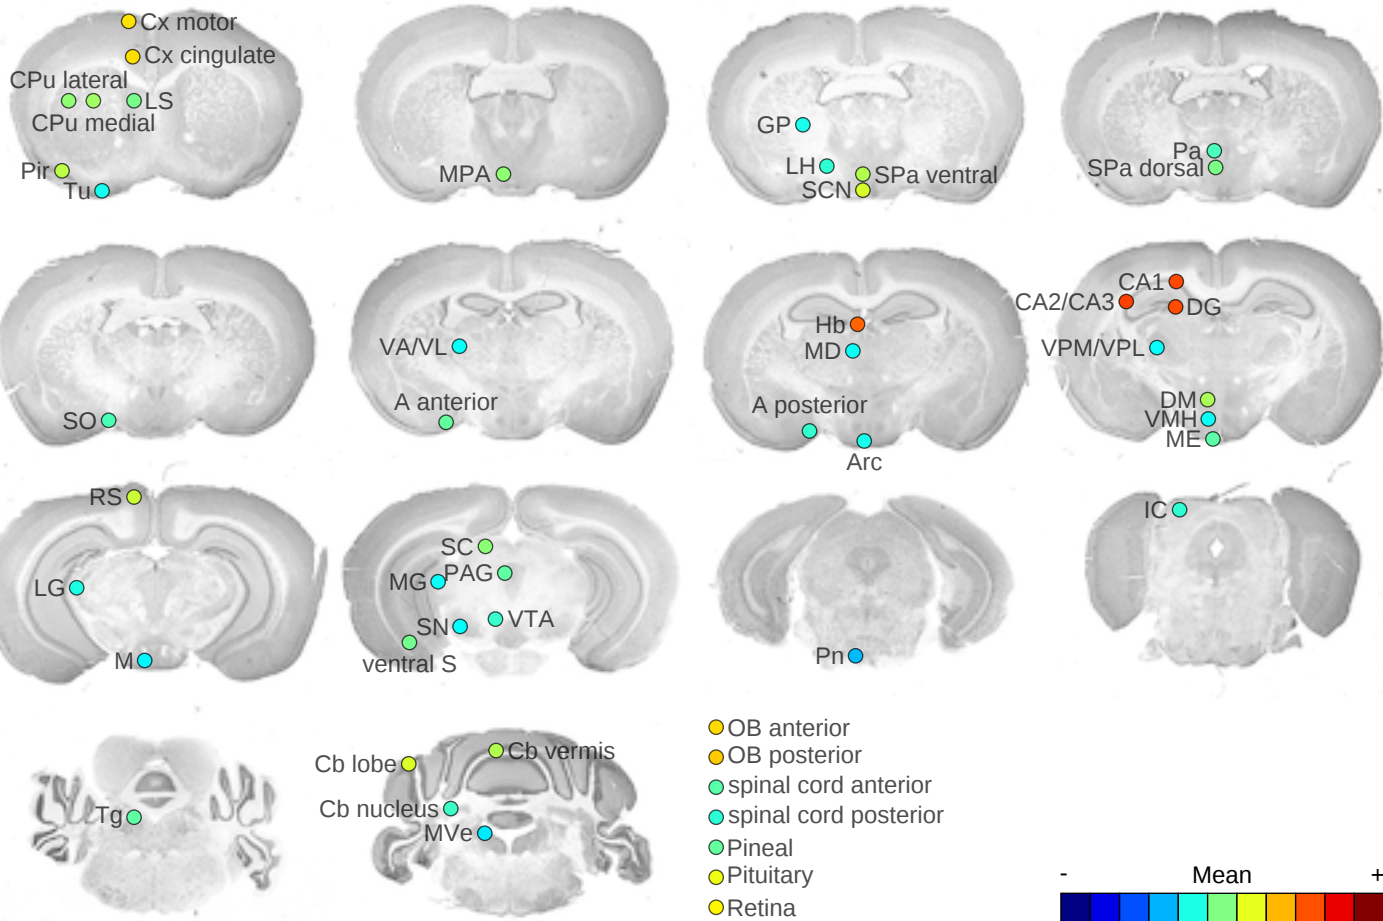 Cx motor
Cx cingulate
CPu lateral
LS
CPu medial
Pir
Tu
MPA
GP
LH
SPa ventral
SCN
Pa
SPa dorsal
SO
VA/VL
A anterior
Hb
MD
A posterior
Arc
CA1
CA2/CA3
DG
VPM/VPL
DM
VMH
ME
RS
LG
M
SC
MG
PAG
SN
VTA
ventral S
Pn
IC
Tg
Cb lobe
Cb vermis
Cb nucleus
MVe
OB anterior
OB posterior
spinal cord anterior
spinal cord posterior
Pineal
Pituitary
Retina
- Mean +